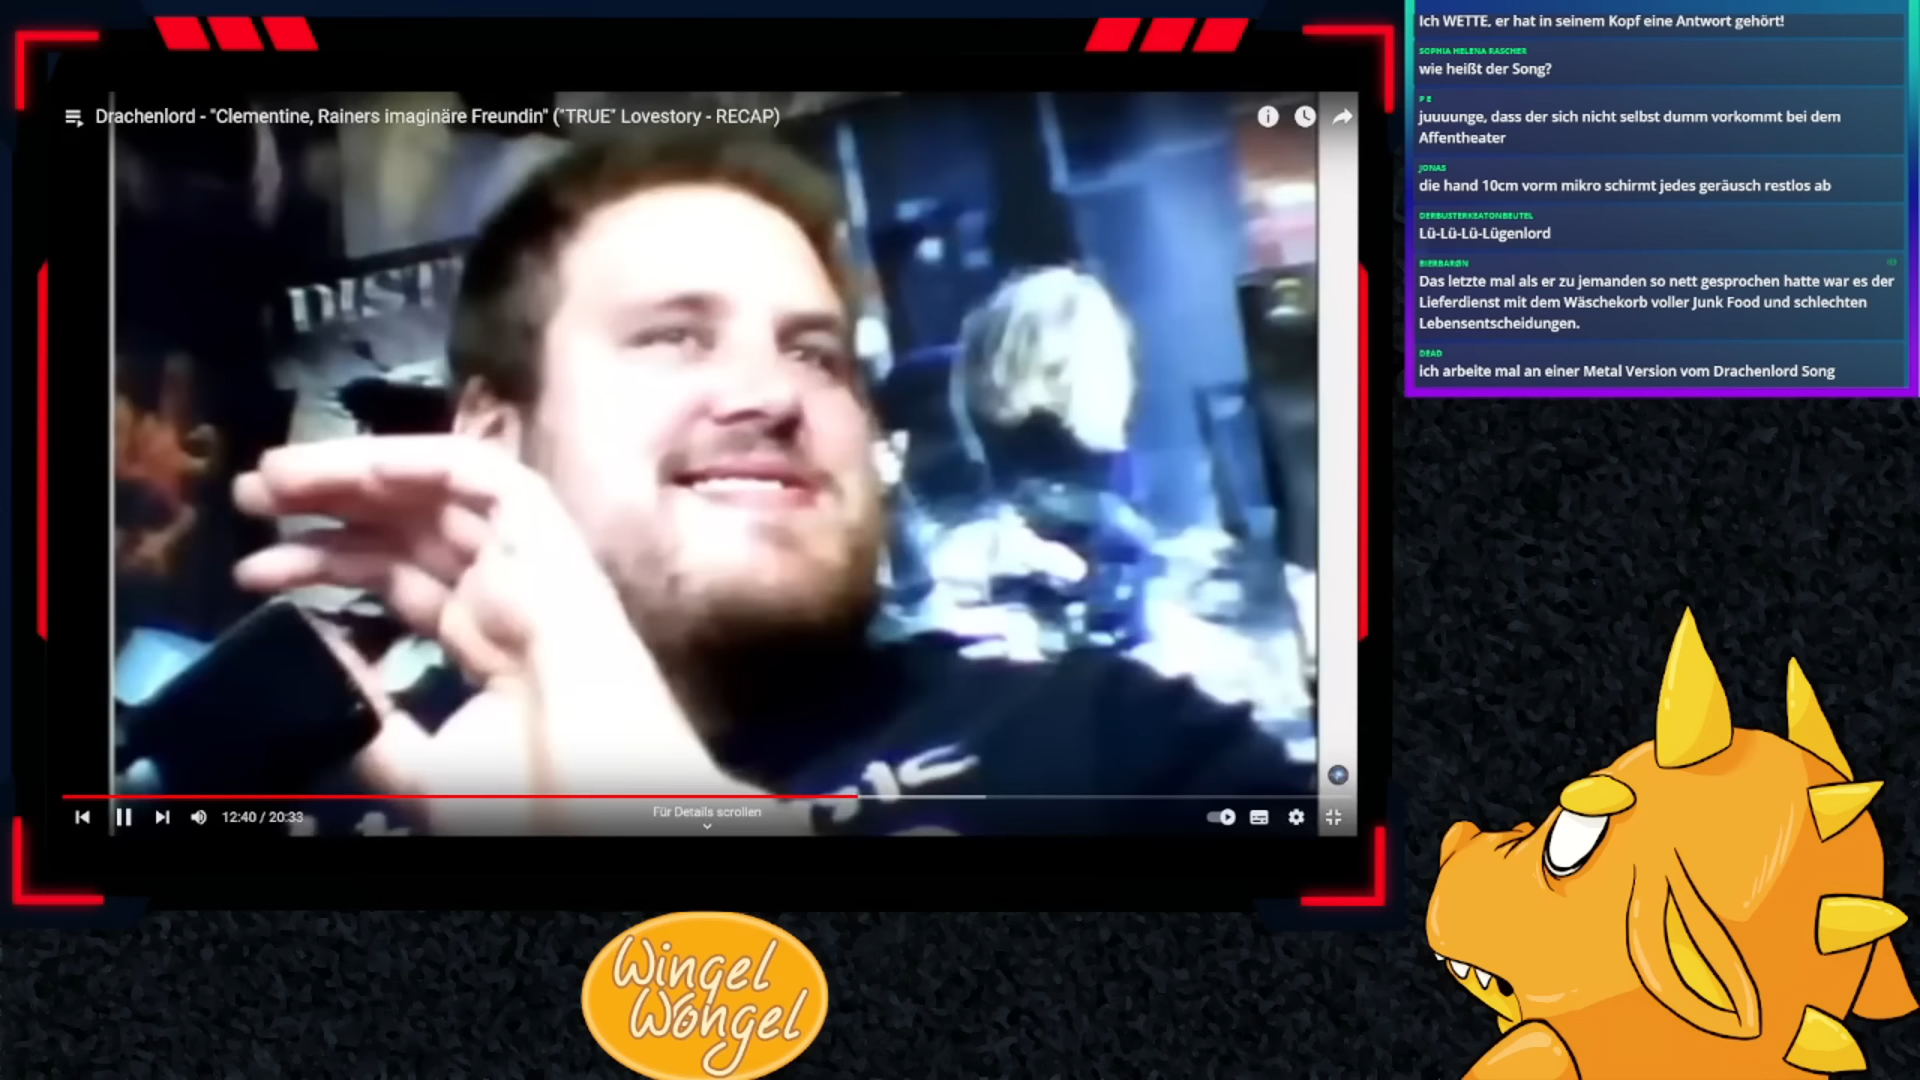 Drachenlord - "Clementine, Rainers imaginäre Freundin" ("TRUE" Lovestory - RECAP)
DIST
12:40 / 20:33
Für Details scrollen
Wingel
Wongel
Ich WETTE, er hat in seinem Kopf eine Antwort gehört!
SOPHIA HELENA RASCHER
wie heißt der Song?
P E
juuuunge, dass der sich nicht selbst dumm vorkommt bei dem
Affentheater
JONAS
die hand 10cm vorm mikro schirmt jedes geräusch restlos ab
DERBUSTERKEATONBEUTEL
Lü-Lü-Lü-Lügenlord
BIERBARØN
Das letzte mal als er zu jemanden so nett gesprochen hatte war es der
Lieferdienst mit dem Wäschekorb voller Junk Food und schlechten
Lebensentscheidungen.
DEAD
ich arbeite mal an einer Metal Version vom Drachenlord Song